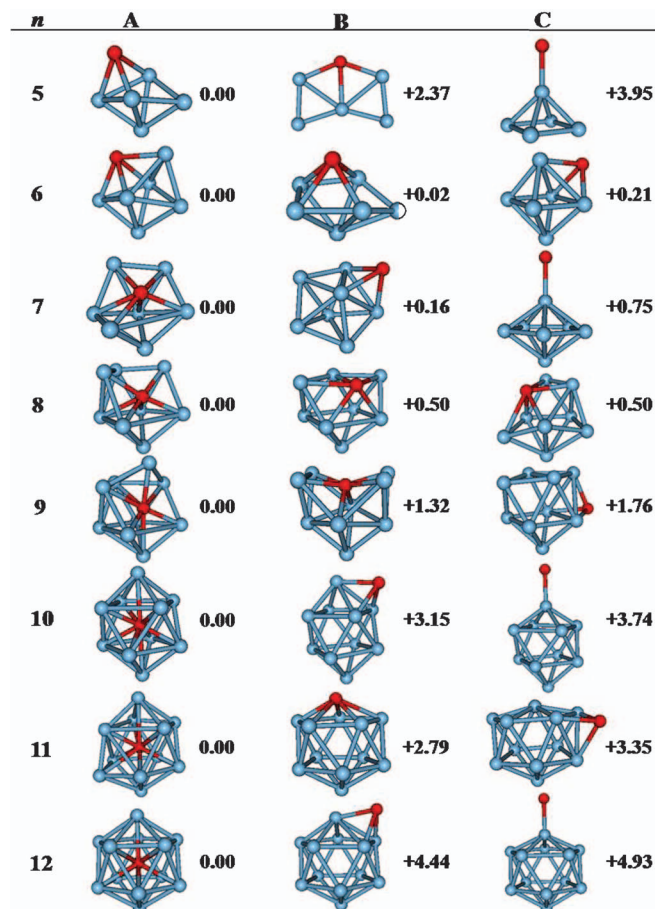 n A B C
5 0.00 +2.37 +3.95
6 0.00 +0.02 +0.21
7 0.00 +0.16 +0.75
8 0.00 +0.50 +0.50
9 0.00 +1.32 +1.76
10 0.00 +3.15 +3.74
11 0.00 +2.79 +3.35
12 0.00 +4.44 +4.93